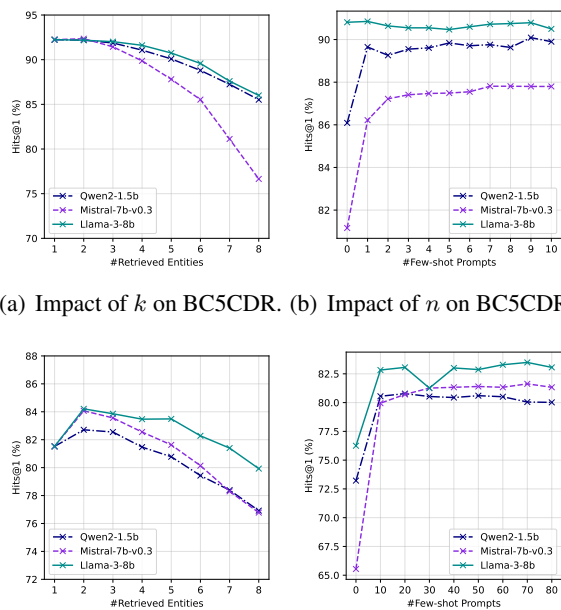 95
90
85
80
75
70
Hits@1 (%)
Qwen2-1.5b
Mistral-7b-v0.3
Llama-3-8b
1 2 3 4 5 6 7 8
#Retrieved Entities
90
88
86
84
82
Hits@1 (%)
Qwen2-1.5b
Mistral-7b-v0.3
Llama-3-8b
0 1 2 3 4 5 6 7 8 9 10
#Few-shot Prompts
(a) Impact of k on BC5CDR.
(b) Impact of n on BC5CDR
88
86
84
82
80
78
76
74
72
Hits@1 (%)
Qwen2-1.5b
Mistral-7b-v0.3
Llama-3-8b
1 2 3 4 5 6 7 8
#Retrieved Entities
82.5
80.0
77.5
75.0
72.5
70.0
67.5
65.0
Hits@1 (%)
Qwen2-1.5b
Mistral-7b-v0.3
Llama-3-8b
0 10 20 30 40 50 60 70 80
#Few-shot Prompts